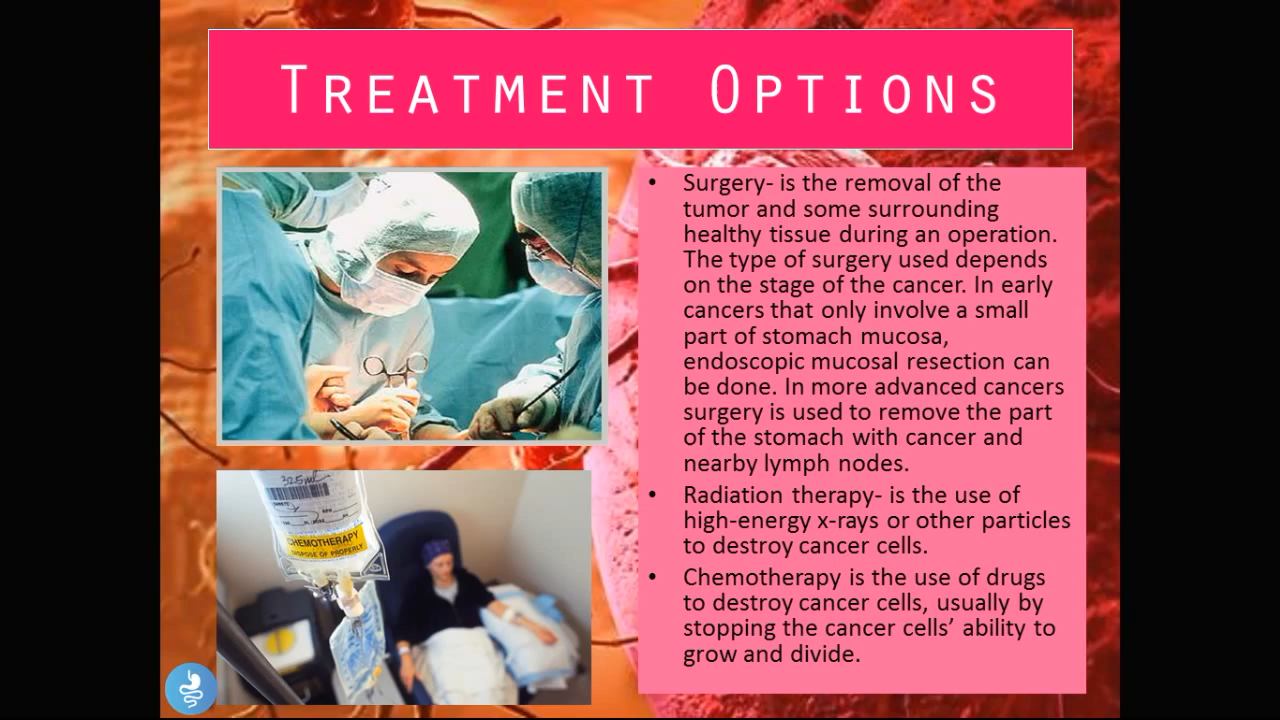 Treatment Options
• Surgery- is the removal of the
tumor and some surrounding
healthy tissue during an operation.
The type of surgery used depends
on the stage of the cancer. In early
cancers that only involve a small
part of stomach mucosa,
endoscopic mucosal resection can
be done. In more advanced cancers
surgery is used to remove the part
of the stomach with cancer and
nearby lymph nodes.
• Radiation therapy- is the use of
high-energy x-rays or other particles
to destroy cancer cells.
• Chemotherapy is the use of drugs
to destroy cancer cells, usually by
stopping the cancer cells’ ability to
grow and divide.
325ml
CHEMOTHERAPY
DISPOSE OF PROPERLY